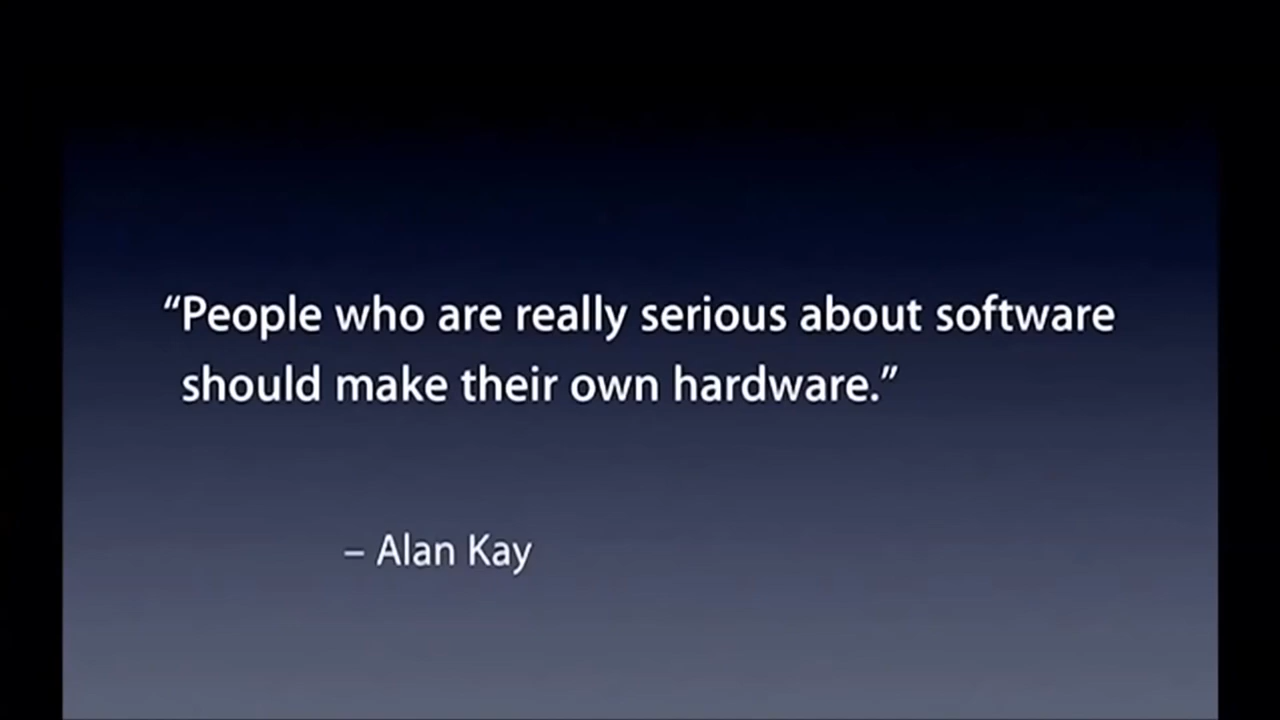 “People who are really serious about software
should make their own hardware.”
– Alan Kay